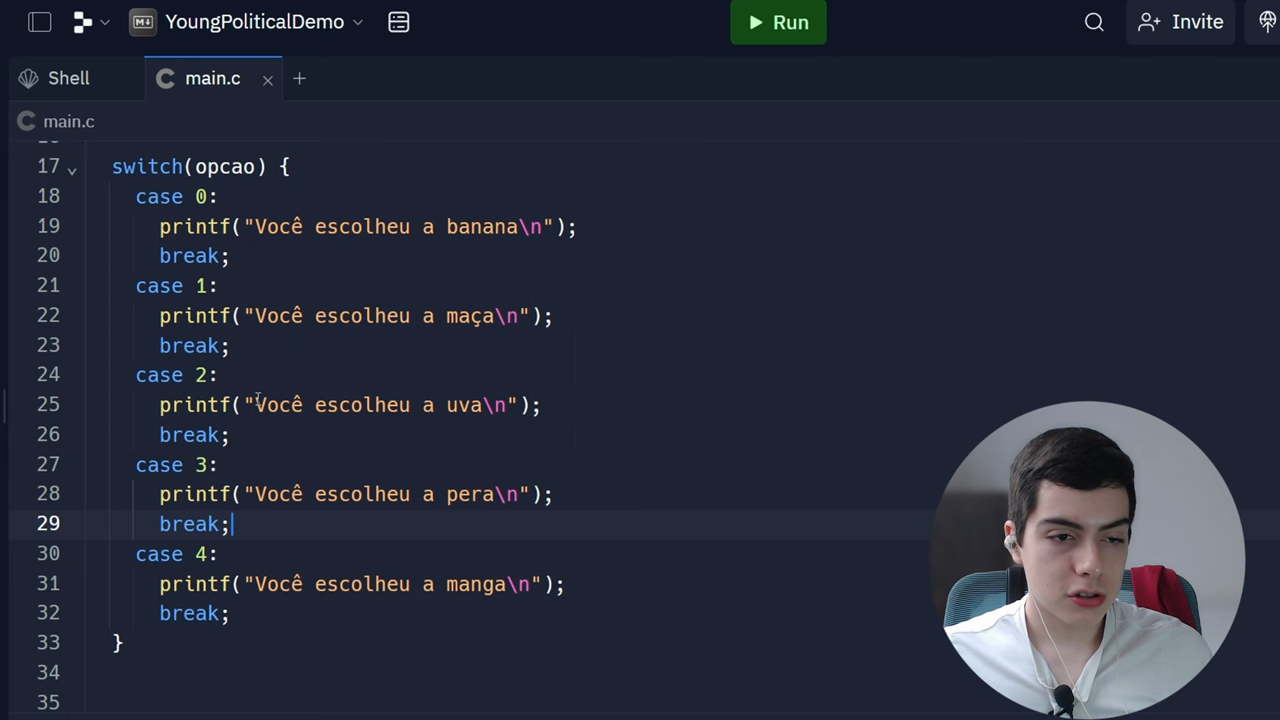 YoungPoliticalDemo
Run
Invite
Shell
main.c
main.c
17 switch(opcao) {
18 case 0:
19 printf("Você escolheu a banana\n");
20 break;
21 case 1:
22 printf("Você escolheu a maça\n");
23 break;
24 case 2:
25 printf("Você escolheu a uva\n");
26 break;
27 case 3:
28 printf("Você escolheu a pera\n");
29 break;
30 case 4:
31 printf("Você escolheu a manga\n");
32 break;
33 }
34
35